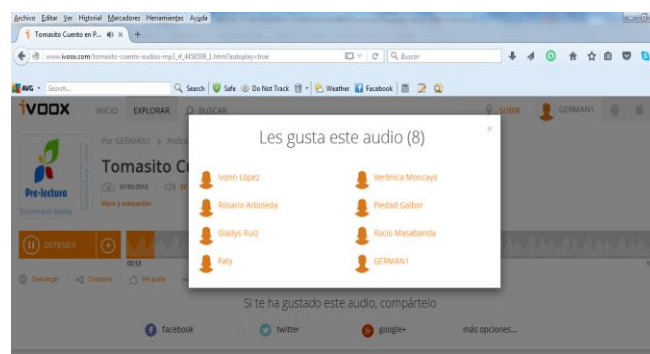 Archivo Editar Ver Historial Marcadores Herramientas Ayuda
Tomasito Cuento en P...
www.ivoox.com/tomasito-cuento-audios-mp3_rf_4458509_1.html?autoplay=true
Buscar
AVG Search... Search Safe Do Not Track Weather Facebook
iVOOX INICIO EXPLORAR BUSCAR SUBIR GERMAN1
Por GERMAN1 >
Les gusta este audio (8) ×
Tomasito
Pre-lectura
Hijos y educación
Ivonn López Verónica Moncayo
Rosario Arboleda Piedad Gaibor
Gladys Ruiz Rocío Masabanda
Paty GERMAN1
DETENER
00:53
Descargar Compartir Me gusta
Si te ha gustado este audio, compártelo
facebook twitter google+ más opciones...